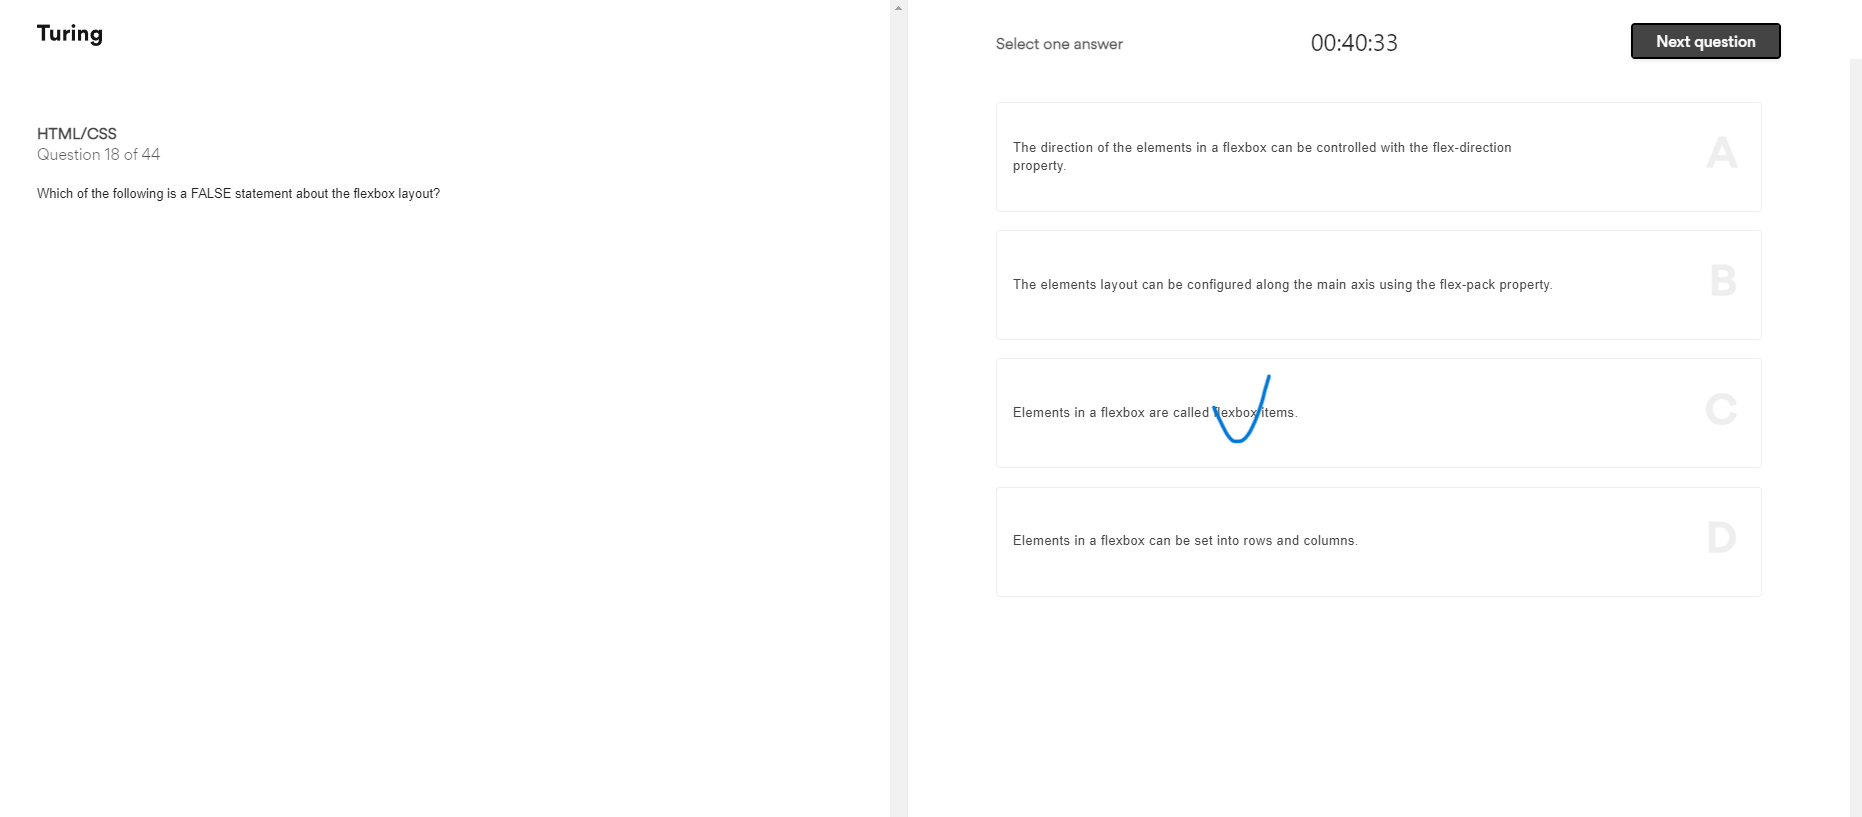 Turing
HTML/CSS
Question 18 of 44
Which of the following is a FALSE statement about the flexbox layout?
Select one answer
00:40:33
Next question
The direction of the elements in a flexbox can be controlled with the flex-direction
property.
A
The elements layout can be configured along the main axis using the flex-pack property.
B
Elements in a flexbox are called flexbox items.
C
Elements in a flexbox can be set into rows and columns.
D